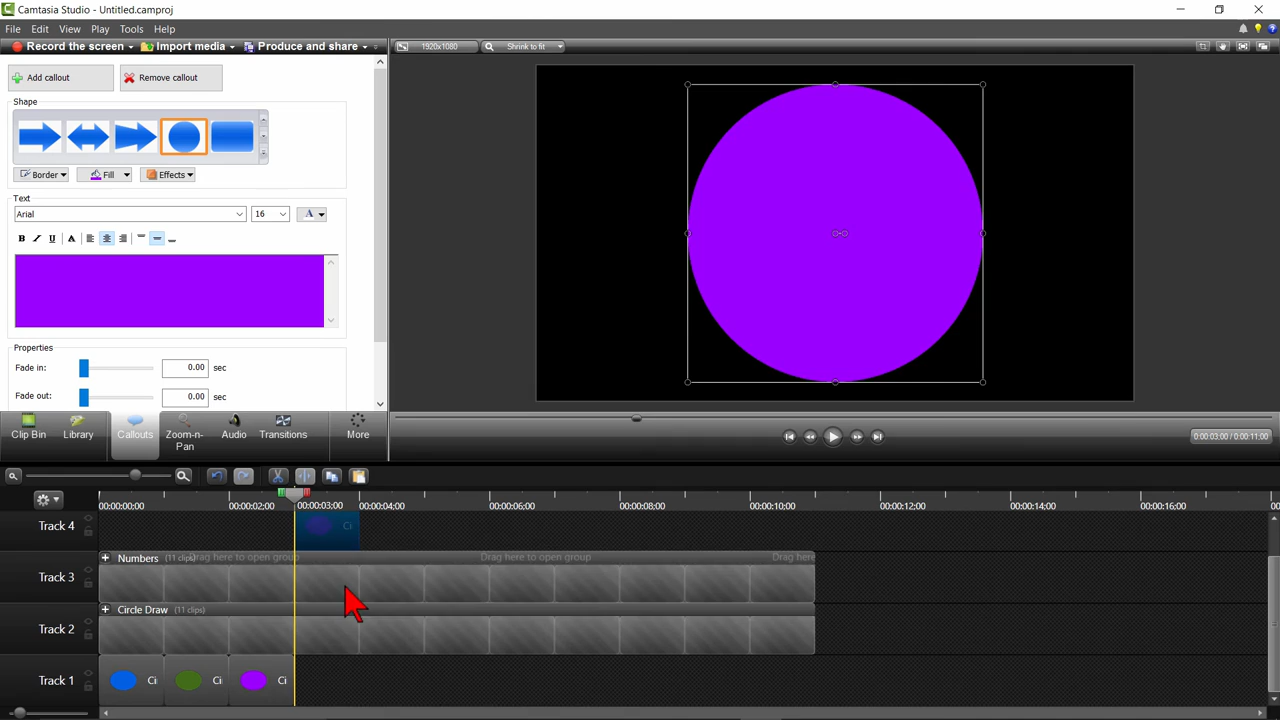 Camtasia Studio - Untitled.camproj
File Edit View Play Tools Help
Record the screen Import media Produce and share 1920x1080 Shrink to fit
Add callout Remove callout
Shape
Border Fill Effects
Text
Arial 16 A
B I U A
Properties
Fade in: 0.00 sec
Fade out: 0.00 sec
Clip Bin Library Callouts Zoom-n-Pan Audio Transitions More
0:00:03.00 / 0:00:11:00
00:00:00:00 00:00:02:00 00:00:03:00 00:00:04:00 00:00:06:00 00:00:08:00 00:00:10:00 00:00:12:00 00:00:14:00 00:00:16:00
Track 4 Ci
Numbers (11 clips) Drag here to open group Drag here to open group Drag here
Track 3
Circle Draw (11 clips)
Track 2
Track 1 Ci Ci Ci